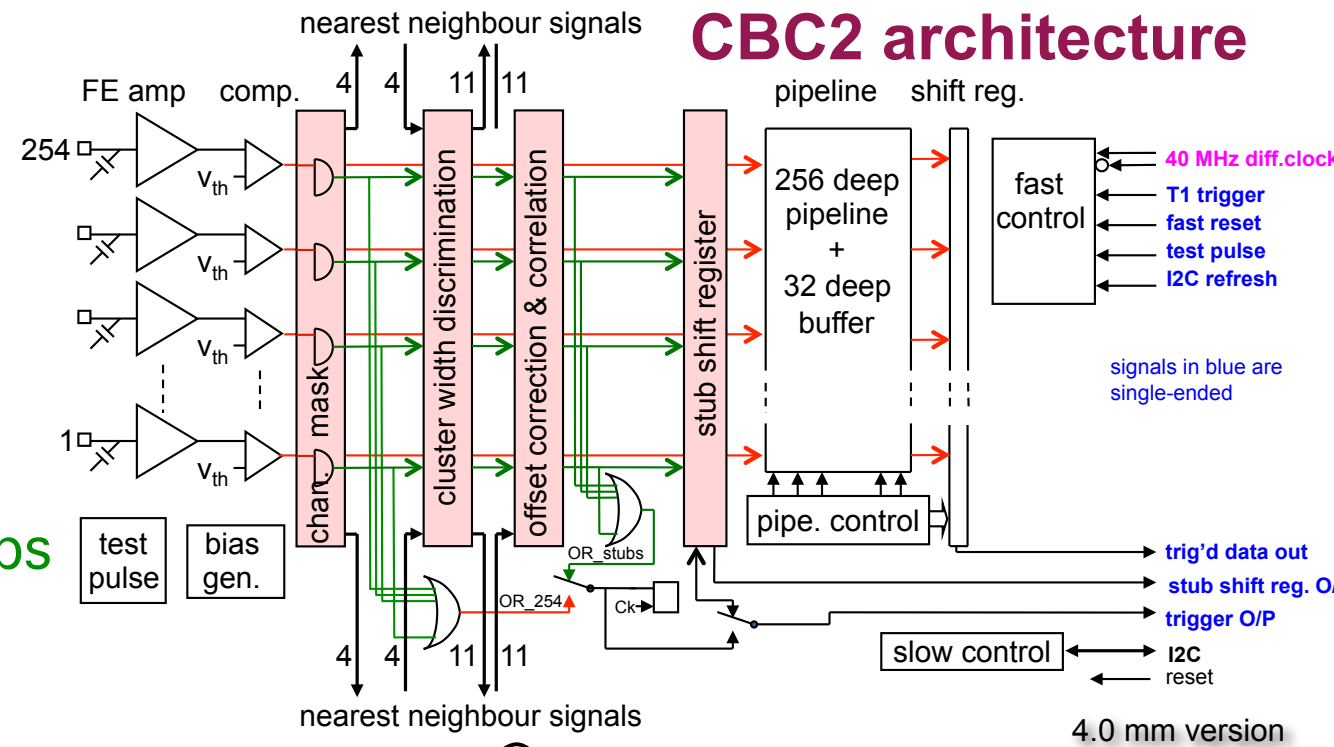 nearest neighbour signals
CBC2 architecture
4 4 11 11
FE amp comp. pipeline shift reg.
254
Vth
Vth
Vth
1
Vth
chan. mask
cluster width discrimination
offset correction & correlation
stub shift register
256 deep
pipeline
+
32 deep
buffer
fast
control
40 MHz diff.clock
T1 trigger
fast reset
test pulse
I2C refresh
signals in blue are
single-ended
pipe. control
test
pulse
bias
gen.
OR_stubs
OR_254
Ck
trig'd data out
stub shift reg. O/
trigger O/P
slow control
I2C
reset
4 4 11 11
nearest neighbour signals
4.0 mm version